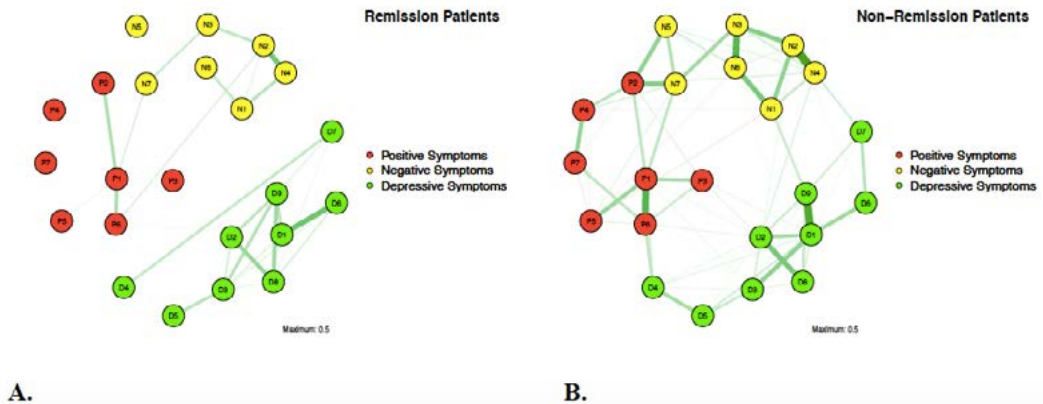 Remission Patients
N5
N3
N2
N6
N4
P2
N7
N1
P4
D7
P7
P1
P3
Positive Symptoms
Negative Symptoms
Depressive Symptoms
D9
D6
P5
P6
D2
D1
D4
D3
D8
D5
Maximum: 0.5
A.
Non-Remission Patients
N5
N3
N2
N6
N4
P2
N7
N1
P4
D7
P7
P1
P3
Positive Symptoms
Negative Symptoms
Depressive Symptoms
D9
D6
P5
P6
D2
D1
D4
D3
D8
D5
Maximum: 0.5
B.